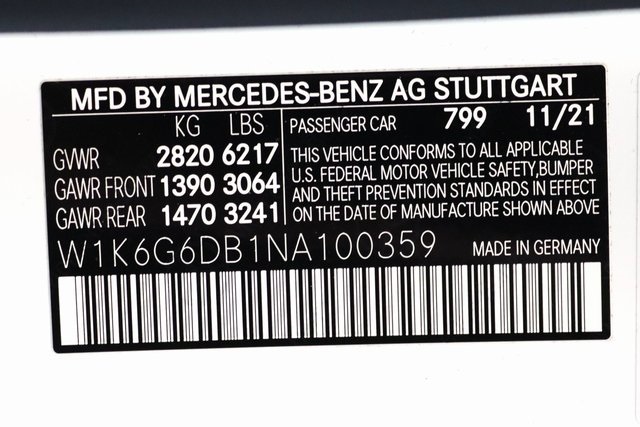 MFD BY MERCEDES-BENZ AG STUTTGART
KG LBS
GVWR 2820 6217
GAWR FRONT 1390 3064
GAWR REAR 1470 3241
PASSENGER CAR 799 11/21
THIS VEHICLE CONFORMS TO ALL APPLICABLE
U.S. FEDERAL MOTOR VEHICLE SAFETY,BUMPER
AND THEFT PREVENTION STANDARDS IN EFFECT
ON THE DATE OF MANUFACTURE SHOWN ABOVE
W1K6G6DB1NA100359 MADE IN GERMANY